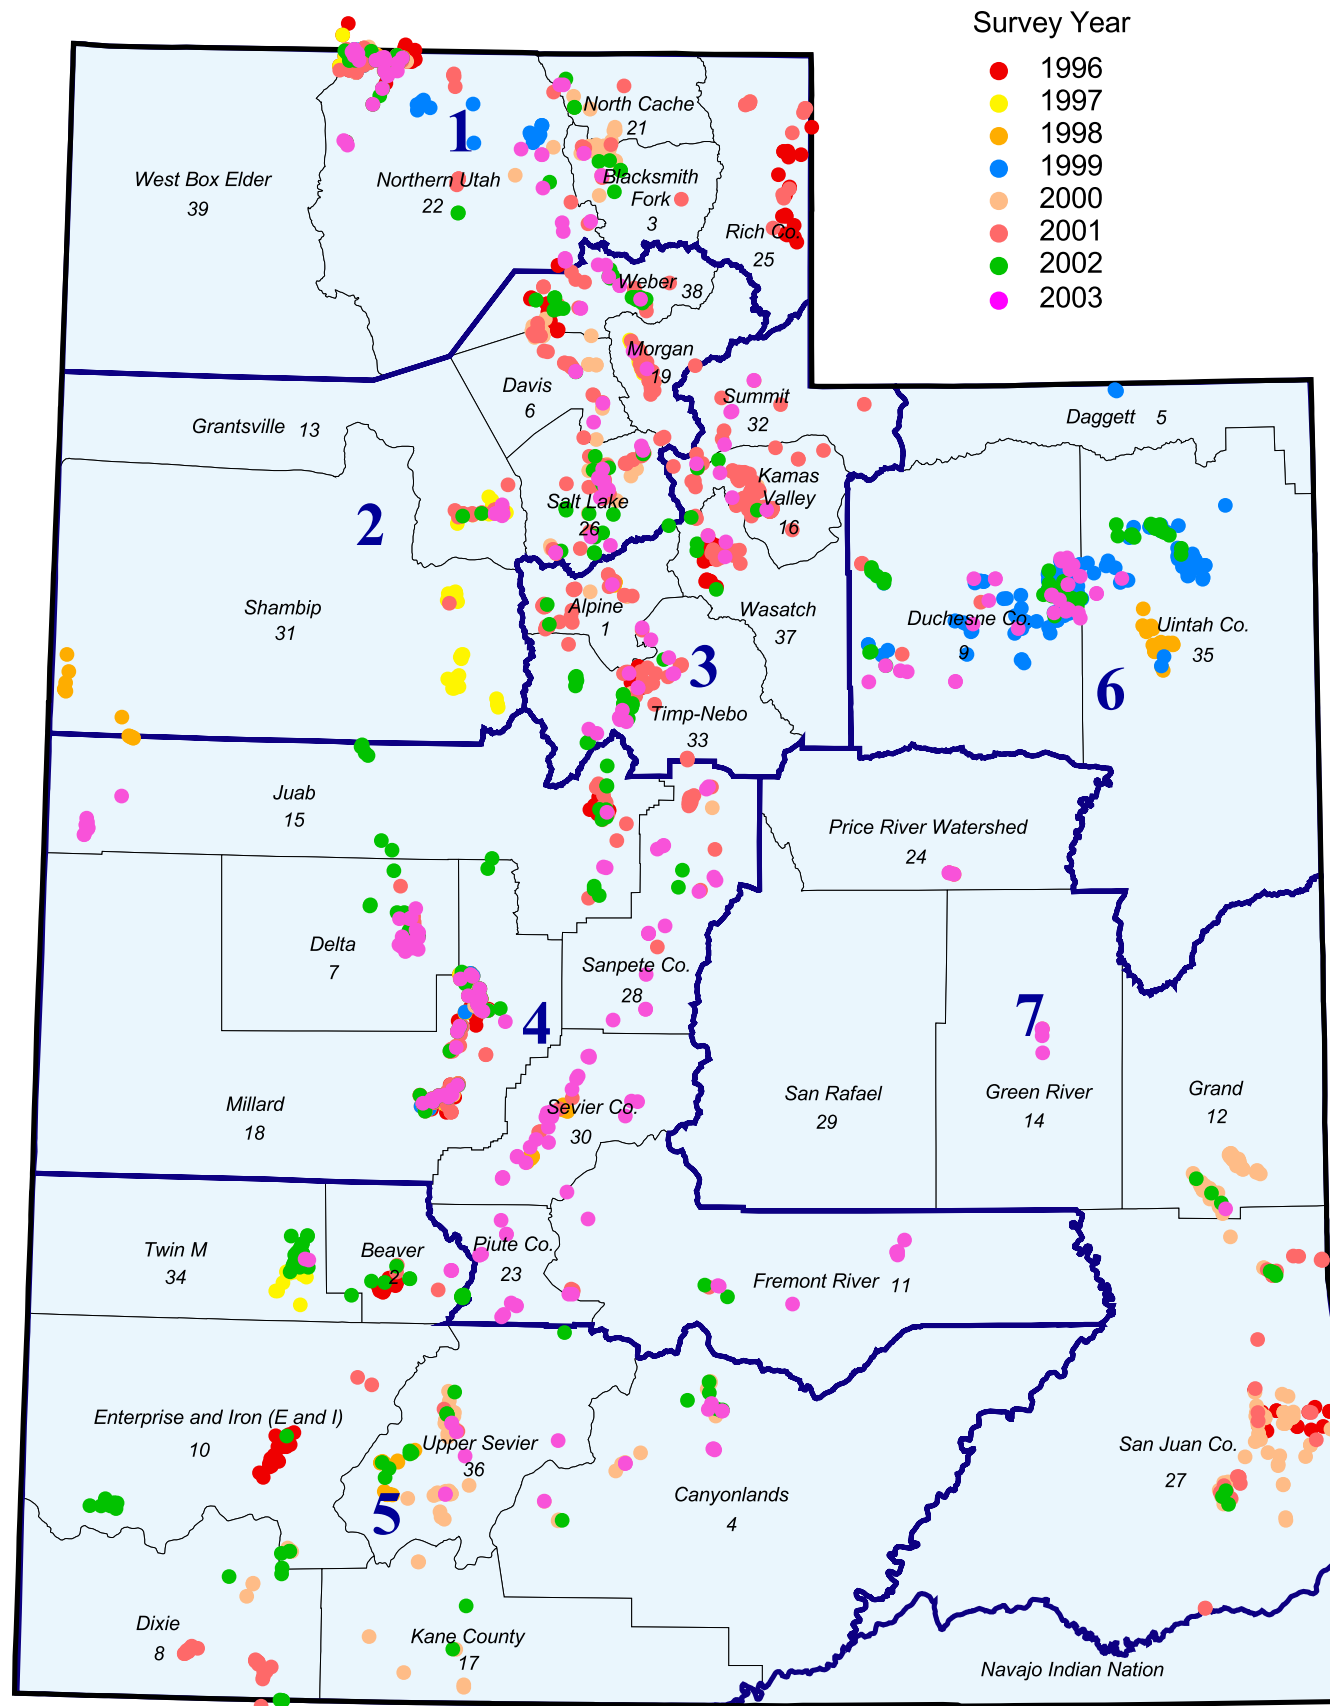 Survey Year
1996
1997
1998
1999
2000
2001
2002
2003
North Cache
21
1
West Box Elder
39
Northern Utah
22
Blacksmith
Fork
3
Rich Co.
25
Weber 38
Morgan
19
Davis
6
Summit
32
Grantsville 13
Daggett 5
Kamas
Valley
16
Salt Lake
26
2
Shambip
31
Alpine
1
Wasatch
37
Duchesne Co.
9
Uintah Co.
35
3
6
Timp-Nebo
33
Juab
15
Price River Watershed
24
Delta
7
Sanpete Co.
28
4
7
Millard
18
Sevier Co.
30
San Rafael
29
Green River
14
Grand
12
Twin M
34
Beaver
2
Piute Co.
23
Fremont River 11
Enterprise and Iron (E and I)
10
Upper Sevier
36
San Juan Co.
27
5
Canyonlands
4
Dixie
8
Kane County
17
Navajo Indian Nation